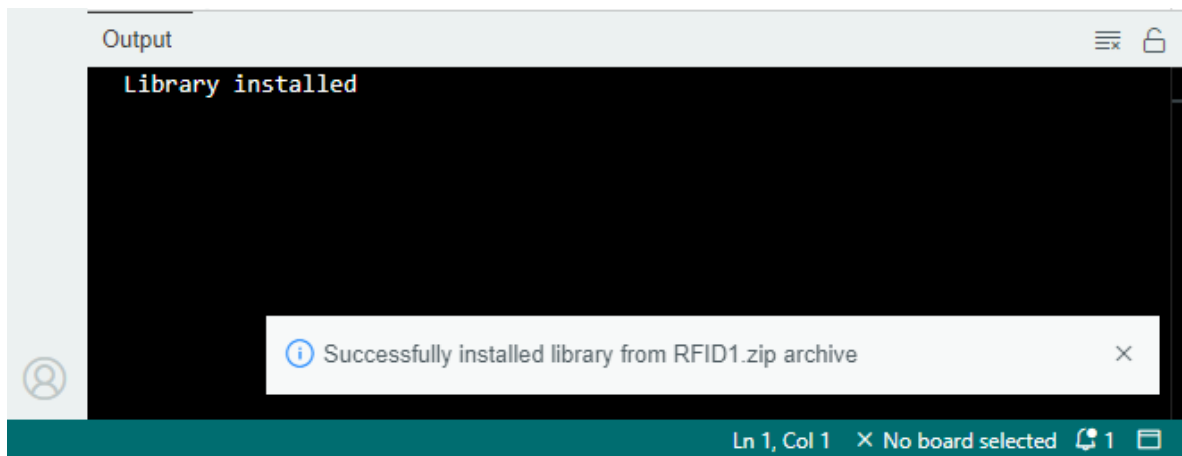 Output
Library installed
Successfully installed library from RFID1.zip archive
Ln 1, Col 1 No board selected 1